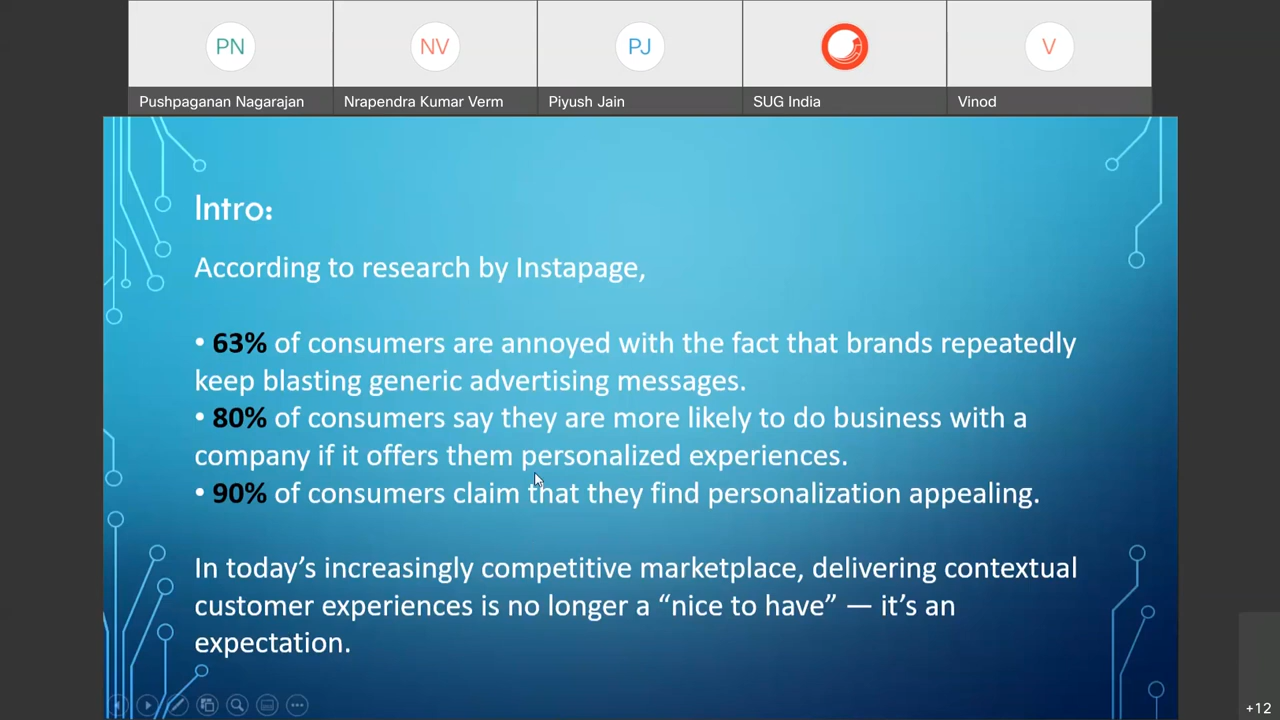 PN
NV
PJ
V
Pushpaganan Nagarajan
Nrapendra Kumar Verm
Piyush Jain
SUG India
Vinod
Intro:
According to research by Instapage,
• 63% of consumers are annoyed with the fact that brands repeatedly
keep blasting generic advertising messages.
• 80% of consumers say they are more likely to do business with a
company if it offers them personalized experiences.
• 90% of consumers claim that they find personalization appealing.
In today’s increasingly competitive marketplace, delivering contextual
customer experiences is no longer a “nice to have” — it’s an
expectation.
+12